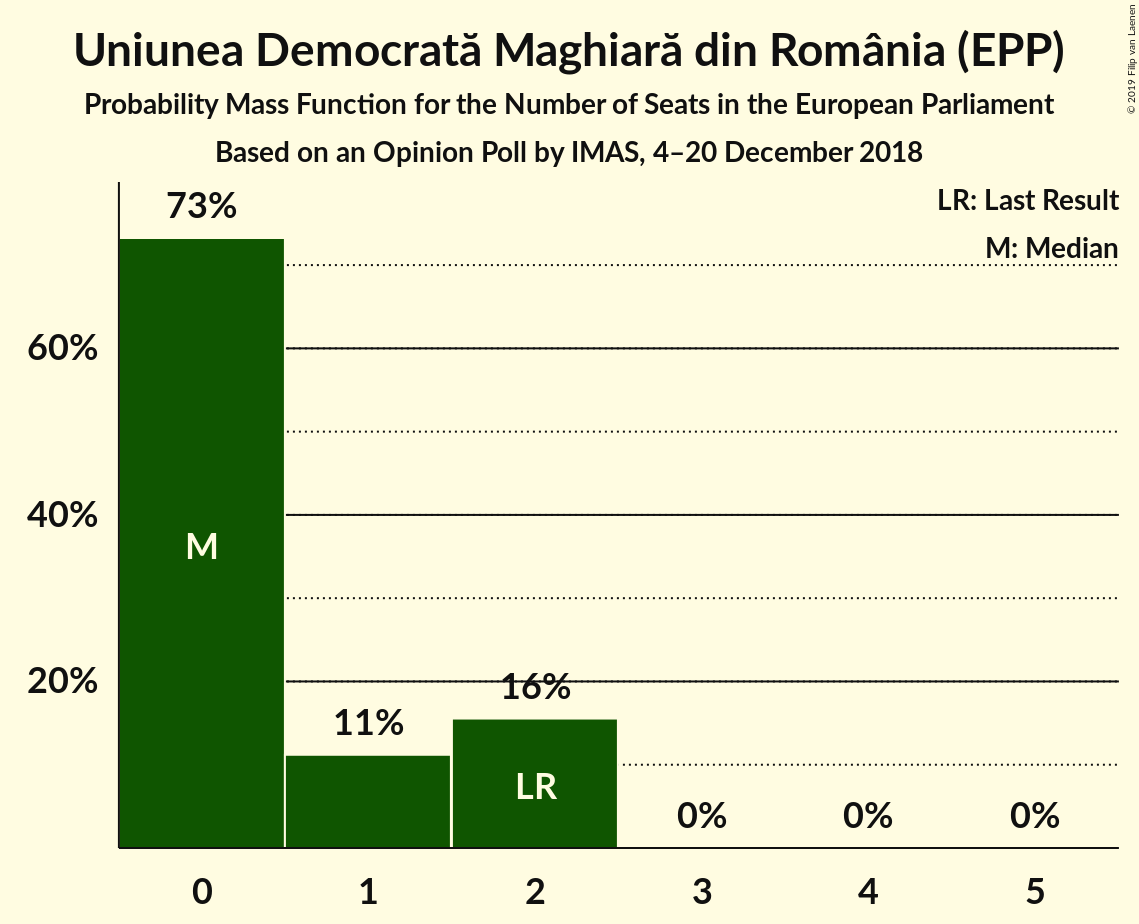 Uniunea Democrată Maghiară din România (EPP)
Probability Mass Function for the Number of Seats in the European Parliament
Based on an Opinion Poll by IMAS, 4–20 December 2018
© 2019 Filip van Laenen
LR: Last Result
M: Median
73%
60%
40%
20%
M
11%
16%
LR
0%
0%
0%
0 1 2 3 4 5